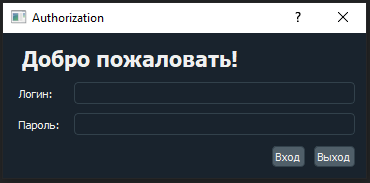 Authorization ?
Добро пожаловать!
Логин:
Пароль:
Вход Выход